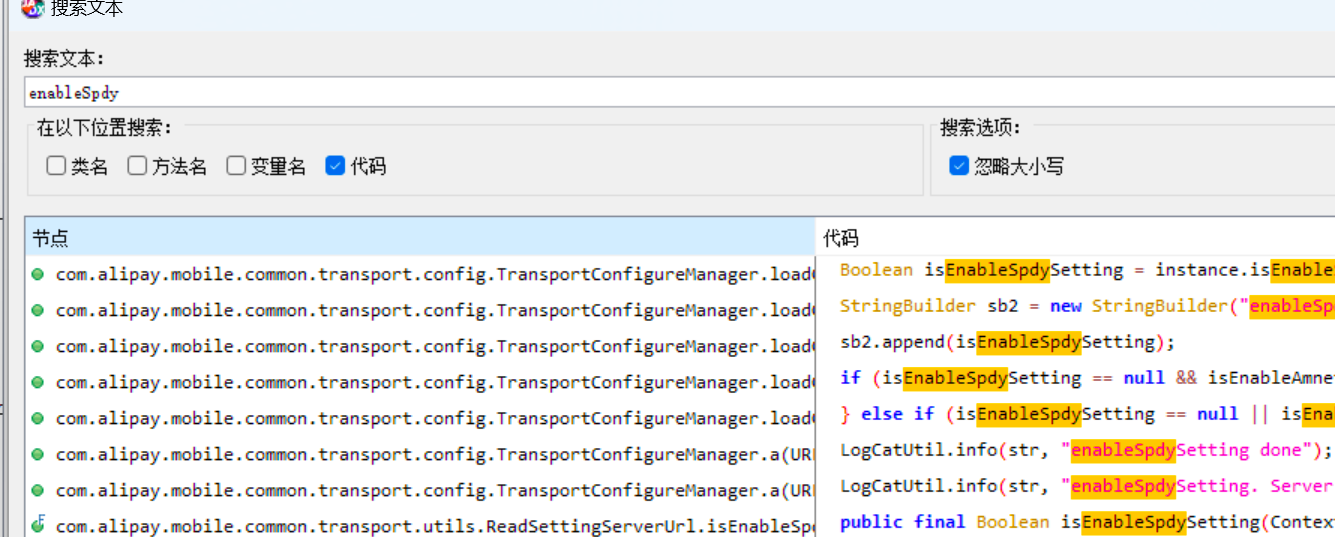 搜索文本
搜索文本：
enableSpdy
在以下位置搜索：
搜索选项：
类名 方法名 变量名 代码
忽略大小写
节点 代码
com.alipay.mobile.common.transport.config.TransportConfigureManager.load Boolean isEnableSpdySetting = instance.isEnable
com.alipay.mobile.common.transport.config.TransportConfigureManager.load StringBuilder sb2 = new StringBuilder("enableSp
com.alipay.mobile.common.transport.config.TransportConfigureManager.load sb2.append(isEnableSpdySetting);
com.alipay.mobile.common.transport.config.TransportConfigureManager.load if (isEnableSpdySetting == null && isEnableAmne
com.alipay.mobile.common.transport.config.TransportConfigureManager.load } else if (isEnableSpdySetting == null || isEna
com.alipay.mobile.common.transport.config.TransportConfigureManager.a(UR LogCatUtil.info(str, "enableSpdySetting done");
com.alipay.mobile.common.transport.config.TransportConfigureManager.a(UR LogCatUtil.info(str, "enableSpdySetting. Server
com.alipay.mobile.common.transport.utils.ReadSettingServerUrl.isEnableSp public final Boolean isEnableSpdySetting(Contex